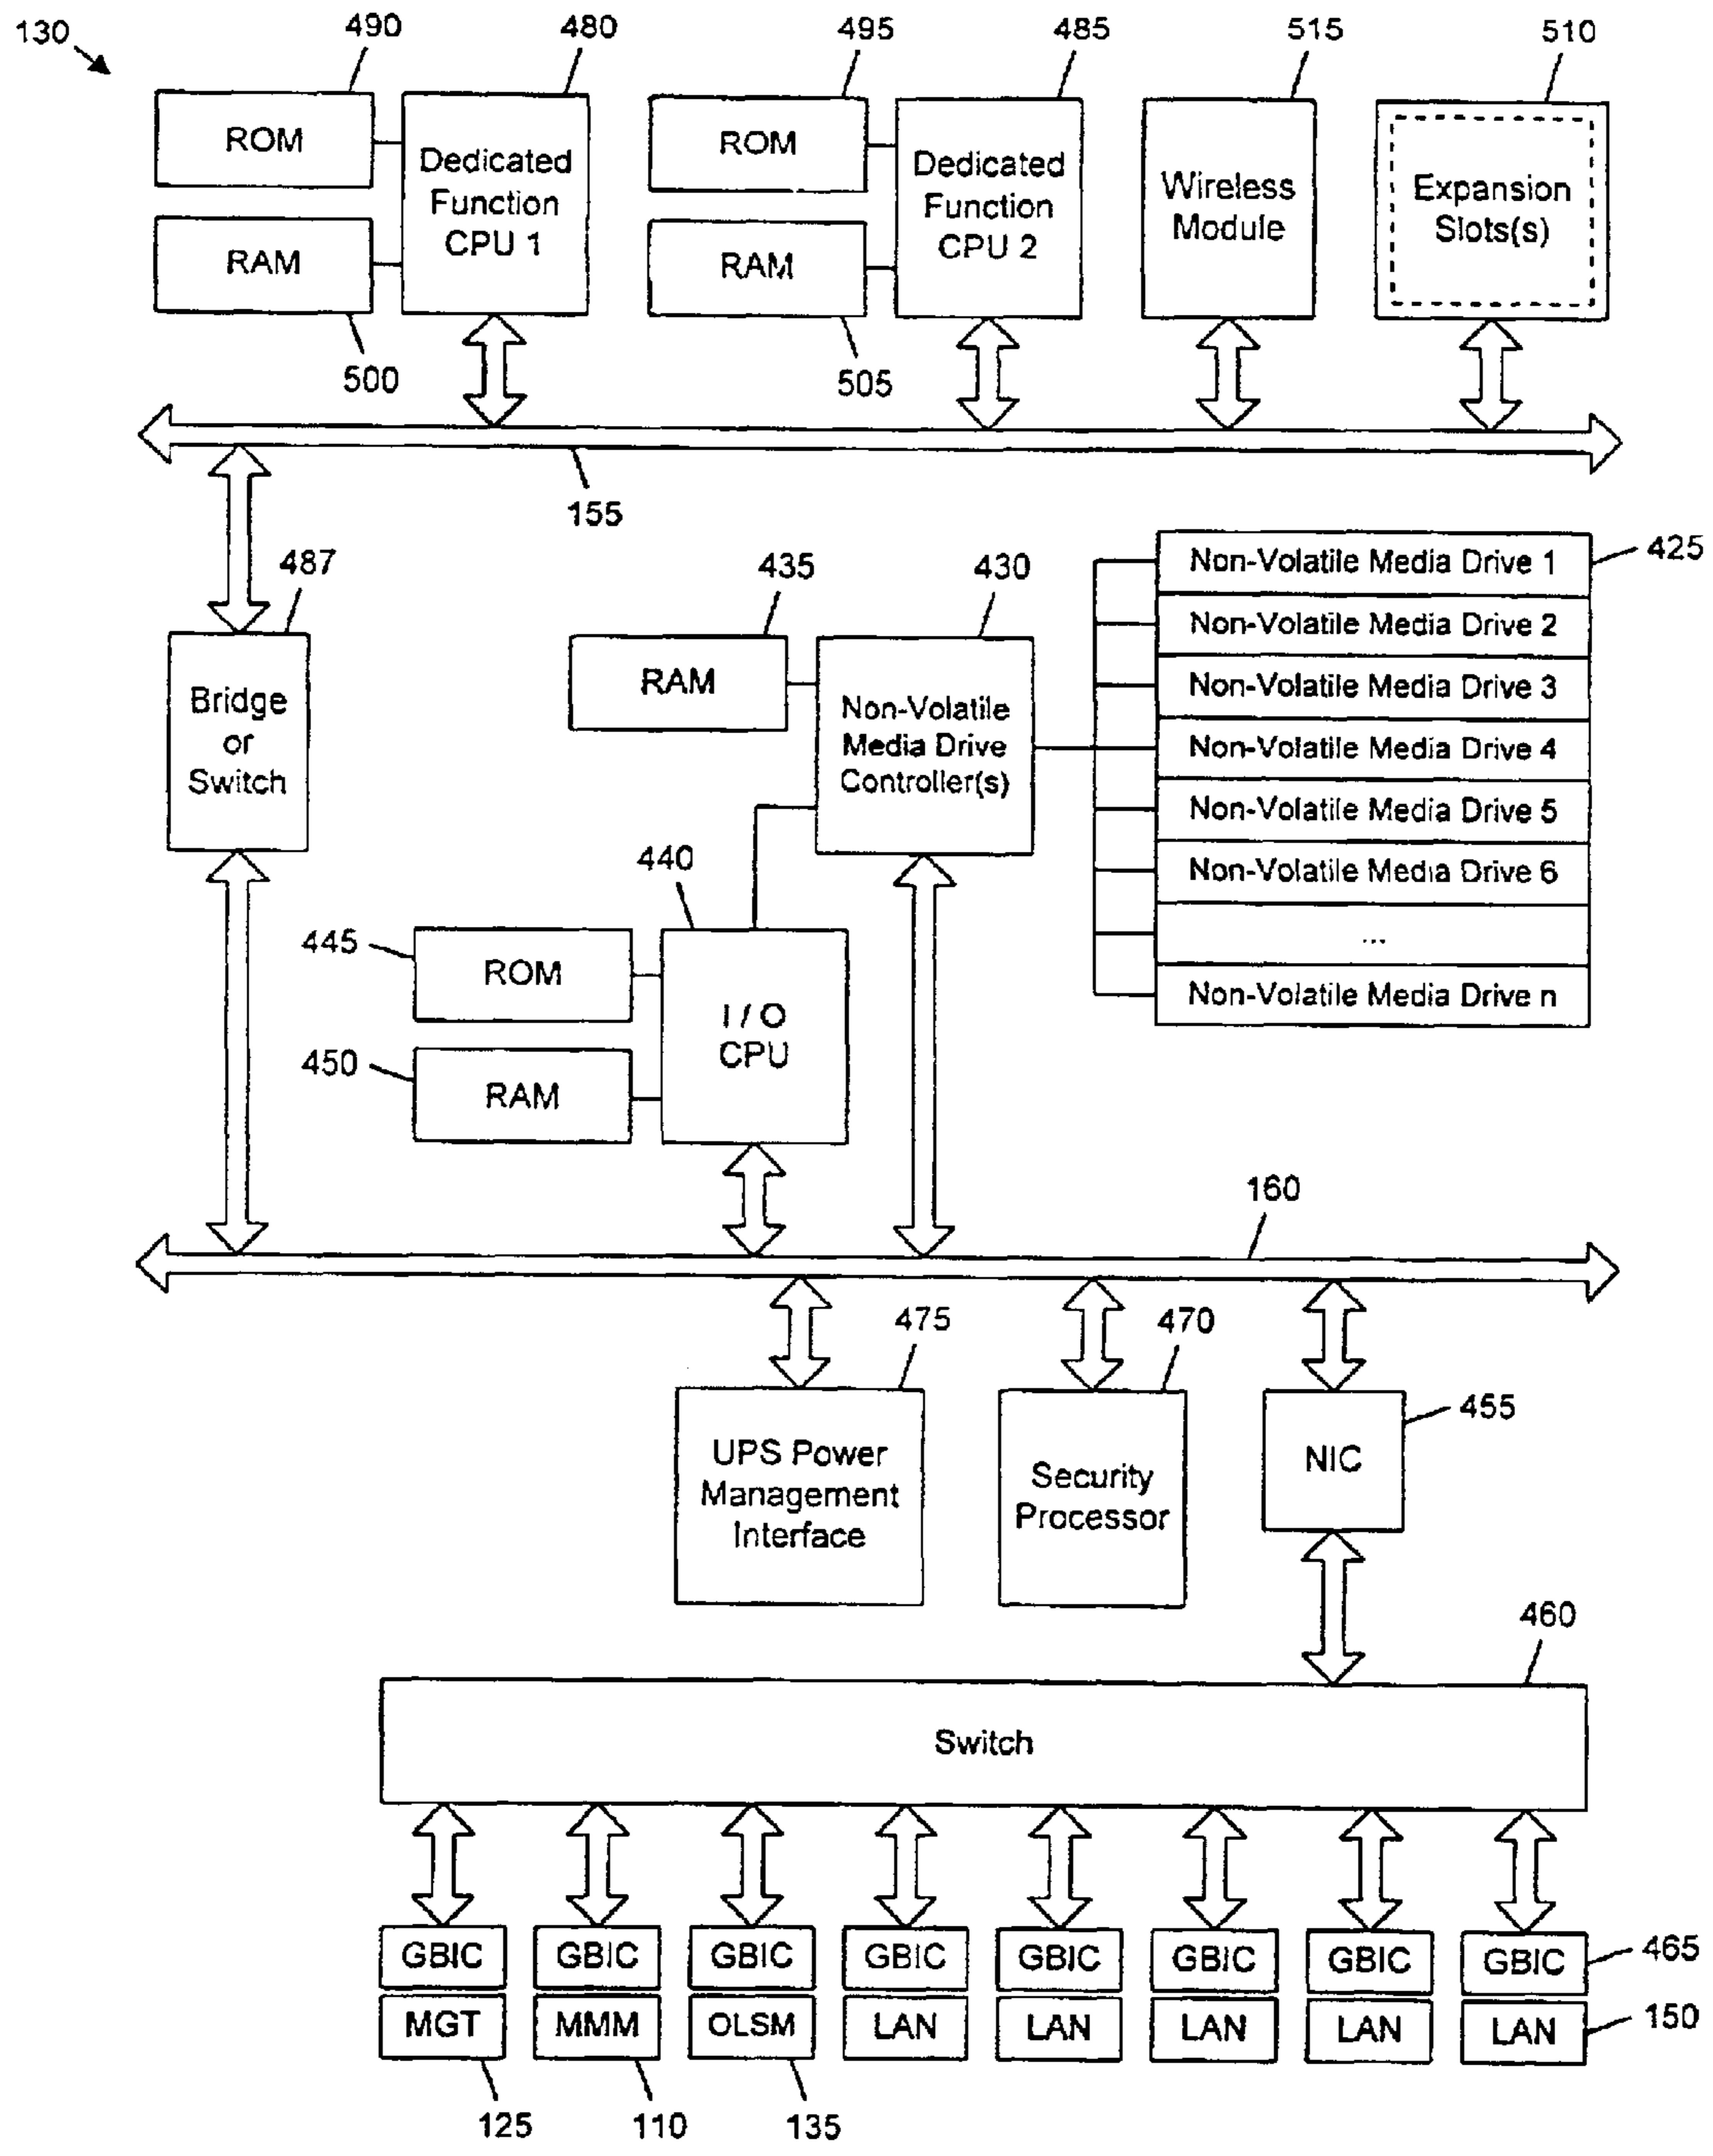 130
490
480
495
485
515
510
ROM
Dedicated
Function
CPU 1
RAM
500
ROM
Dedicated
Function
CPU 2
RAM
505
Wireless
Module
Expansion
Slots(s)
155
487
Bridge
or
Switch
435
RAM
430
Non-Volatile
Media Drive
Controller(s)
425
Non-Volatile Media Drive 1
Non-Volatile Media Drive 2
Non-Volatile Media Drive 3
Non-Volatile Media Drive 4
Non-Volatile Media Drive 5
Non-Volatile Media Drive 6
...
Non-Volatile Media Drive n
440
445
ROM
450
RAM
I / O
CPU
160
475
UPS Power
Management
Interface
470
Security
Processor
455
NIC
460
Switch
GBIC
GBIC
GBIC
GBIC
GBIC
GBIC
GBIC
GBIC
465
MGT
MMM
OLSM
LAN
LAN
LAN
LAN
LAN
150
125
110
135